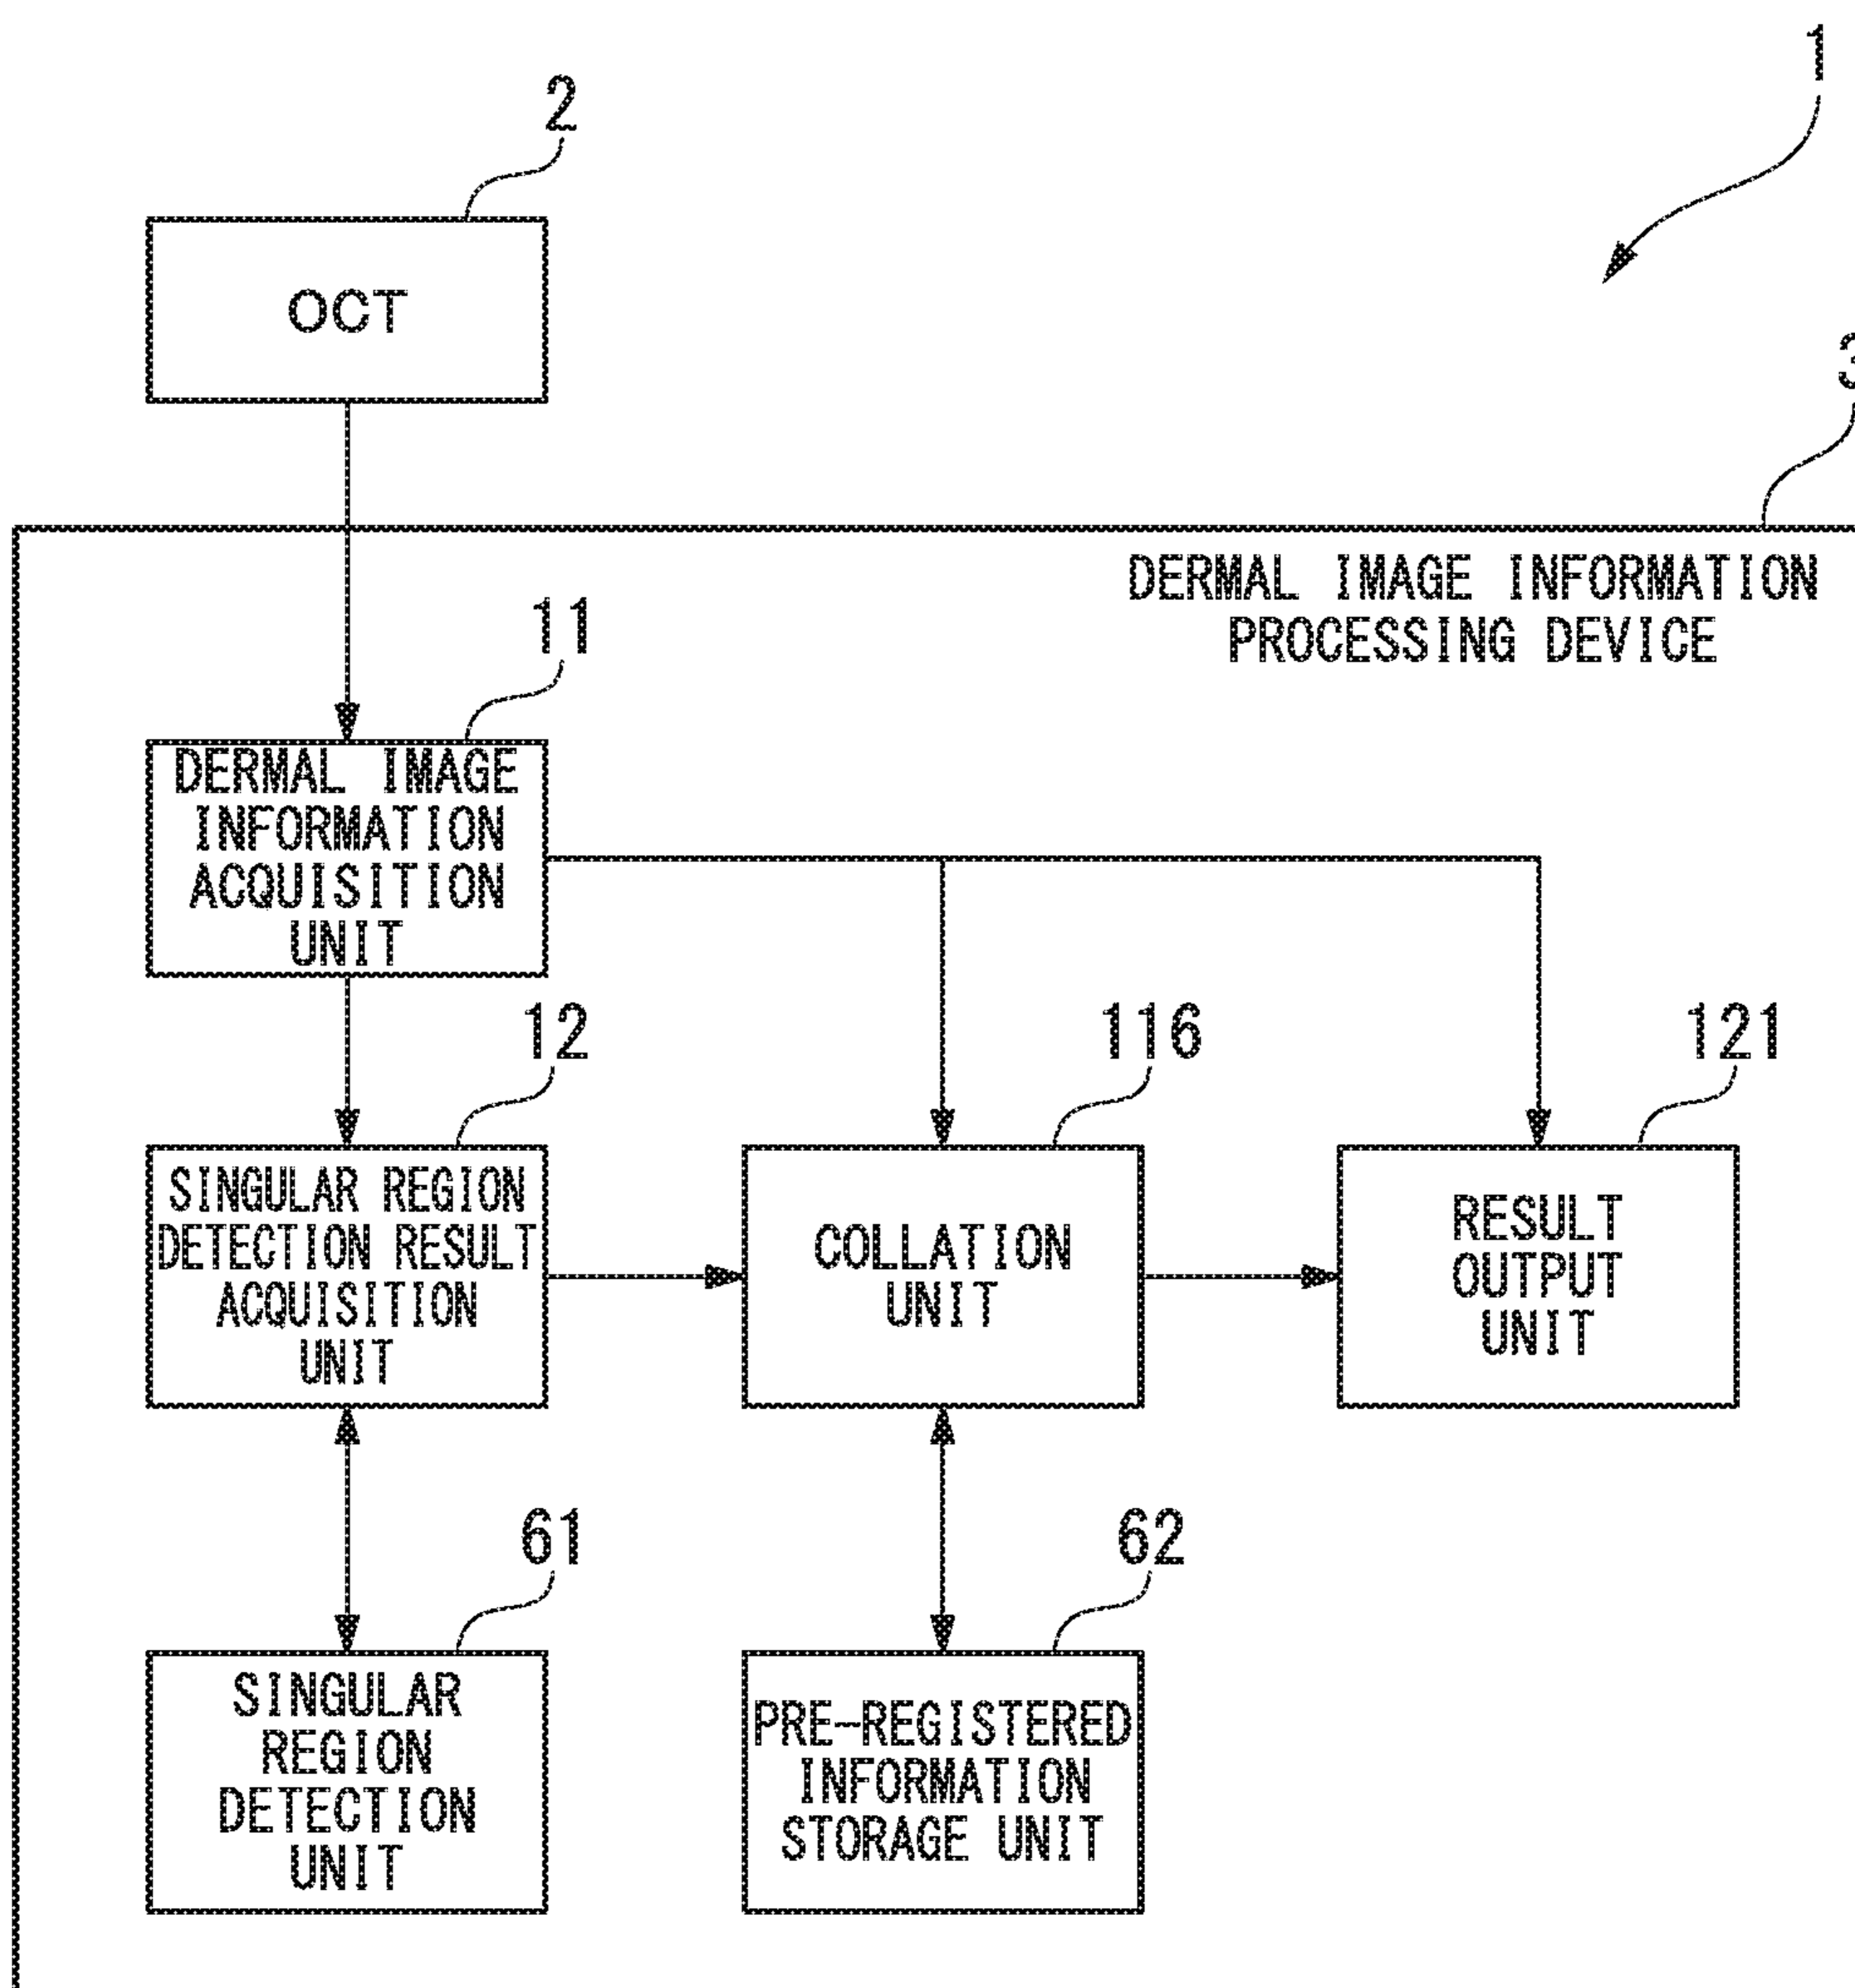 1
2
OCT
3
DERMAL IMAGE INFORMATION
PROCESSING DEVICE
11
DERMAL IMAGE
INFORMATION
ACQUISITION
UNIT
12
116
121
SINGULAR REGION
DETECTION RESULT
ACQUISITION
UNIT
COLLATION
UNIT
RESULT
OUTPUT
UNIT
61
62
SINGULAR
REGION
DETECTION
UNIT
PRE-REGISTERED
INFORMATION
STORAGE UNIT